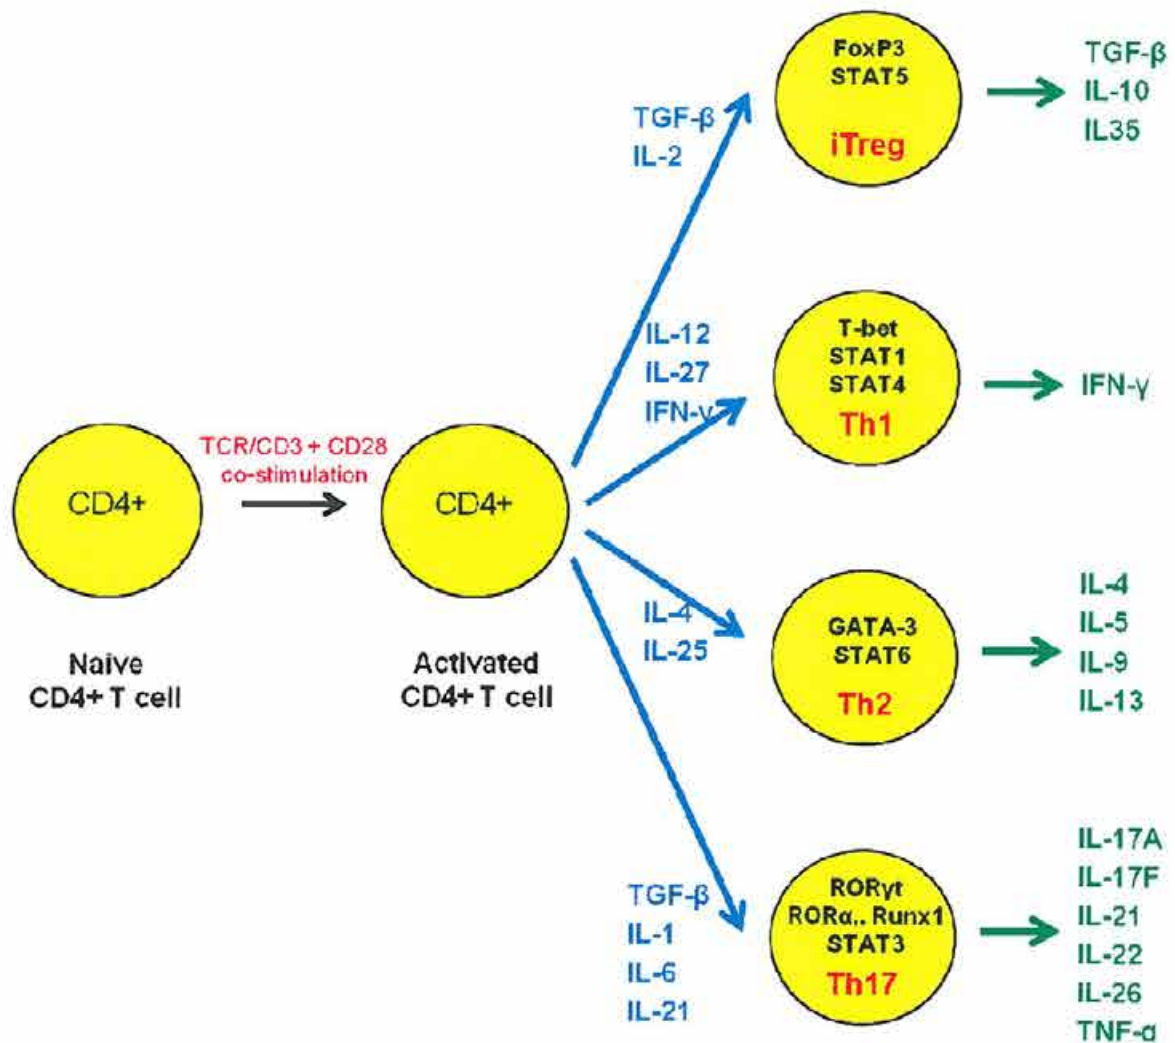 CD4+
Naive
CD4+ T cell
TCR/CD3 + CD28
co-stimulation
CD4+
Activated
CD4+ T cell
TGF-β
IL-2
FoxP3
STAT5
iTreg
TGF-β
IL-10
IL35
IL-12
IL-27
IFN-γ
T-bet
STAT1
STAT4
Th1
IFN-γ
IL-4
IL-25
GATA-3
STAT6
Th2
IL-4
IL-5
IL-9
IL-13
TGF-β
IL-1
IL-6
IL-21
RORγt
RORα.. Runx1
STAT3
Th17
IL-17A
IL-17F
IL-21
IL-22
IL-26
TNF-α